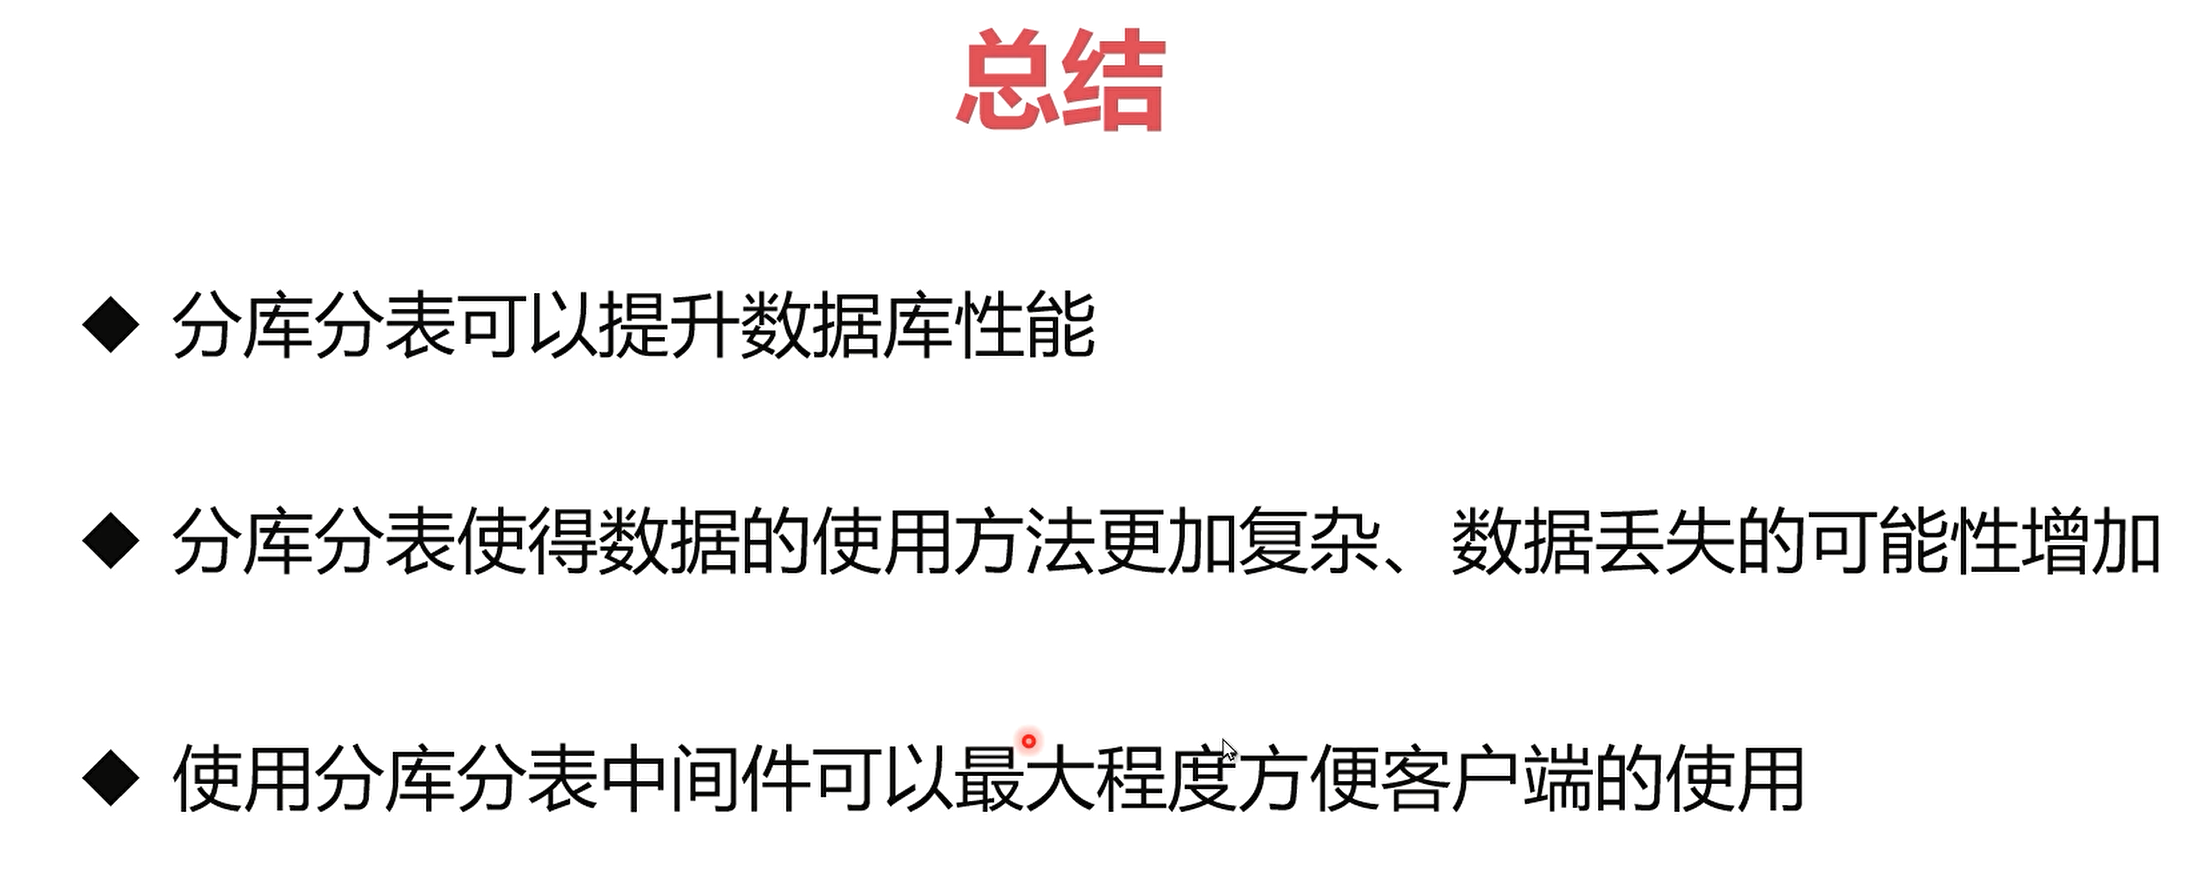 总结
◆ 分库分表可以提升数据库性能
◆ 分库分表使得数据的使用方法更加复杂、数据丢失的可能性增加
◆ 使用分库分表中间件可以最大程度方便客户端的使用